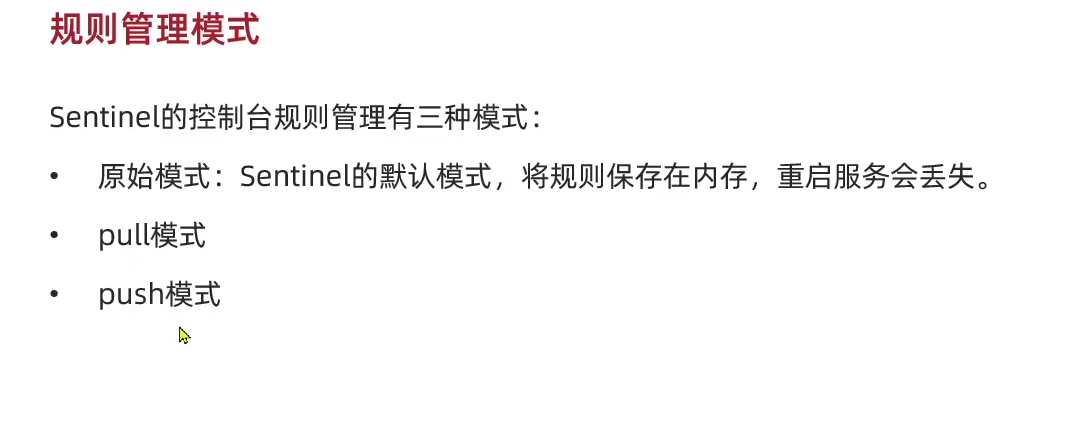 规则管理模式
Sentinel的控制台规则管理有三种模式：
• 原始模式：Sentinel的默认模式，将规则保存在内存，重启服务会丢失。
• pull模式
• push模式